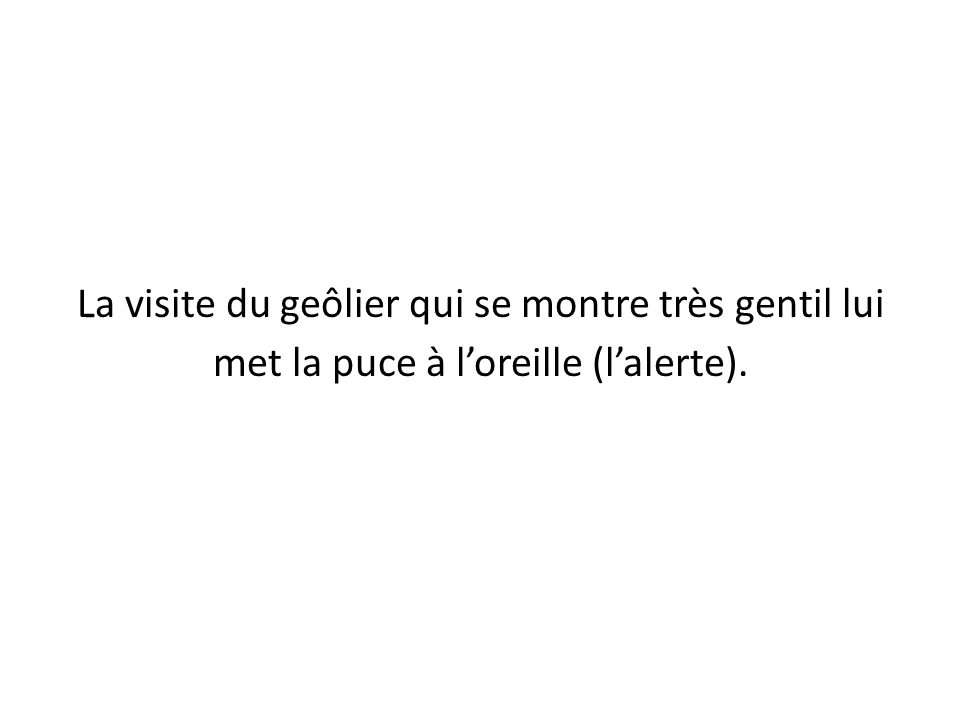 La visite du geôlier qui se montre très gentil lui
met la puce à l’oreille (l’alerte).